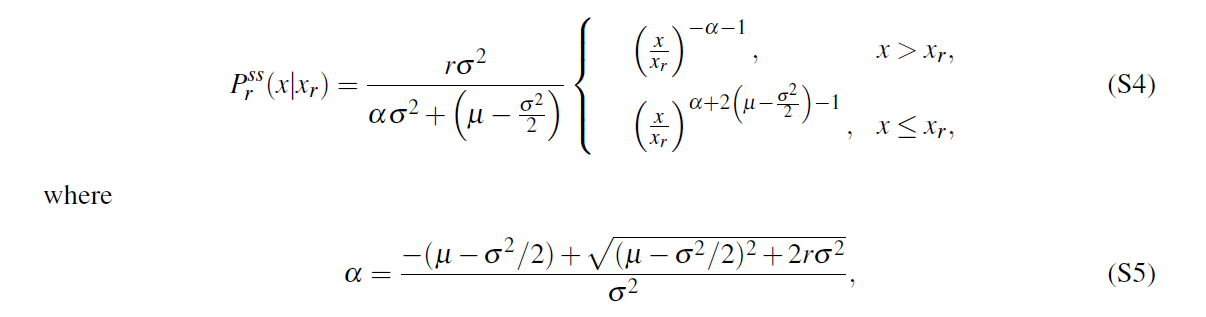 $$P_r^{ss}(x|x_r) = \frac{r\sigma^2}{\alpha\sigma^2 + \left(\mu - \frac{\sigma^2}{2}\right)} \begin{cases} \left(\frac{x}{x_r}\right)^{-\alpha-1}, & x > x_r, \\ \left(\frac{x}{x_r}\right)^{\alpha+2\left(\mu-\frac{\sigma^2}{2}\right)-1}, & x \leq x_r, \end{cases} \tag{S4}$$
where
$$\alpha = \frac{-(\mu - \sigma^2/2) + \sqrt{(\mu - \sigma^2/2)^2 + 2r\sigma^2}}{\sigma^2}, \tag{S5}$$